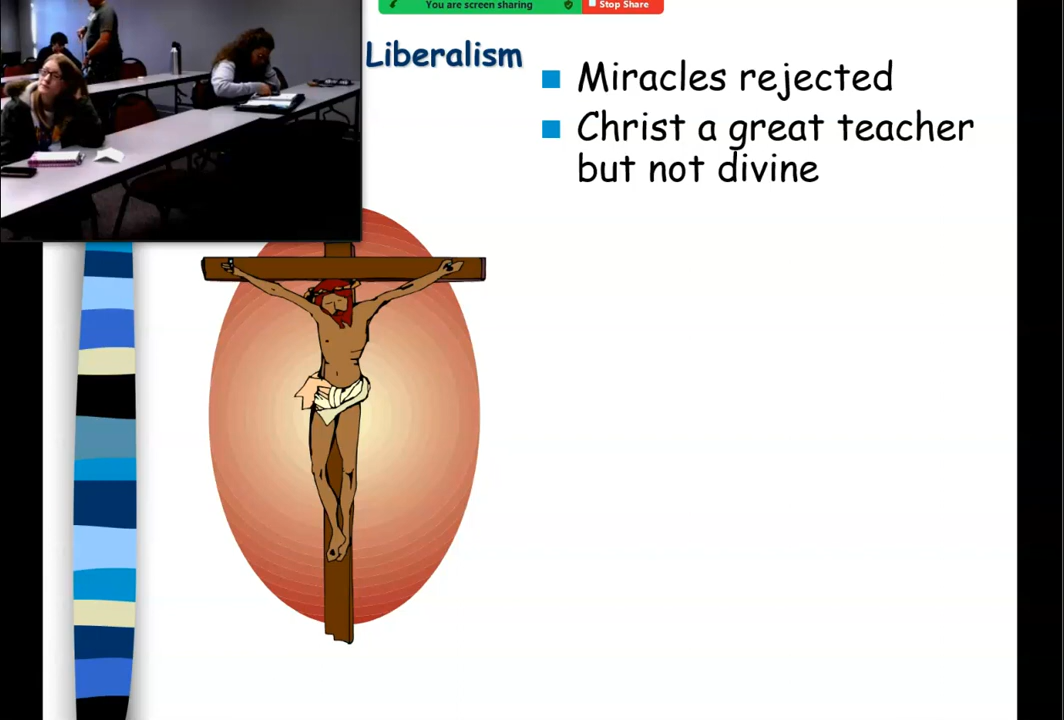 You are screen sharing
Stop Share
Liberalism
Miracles rejected
Christ a great teacher
but not divine